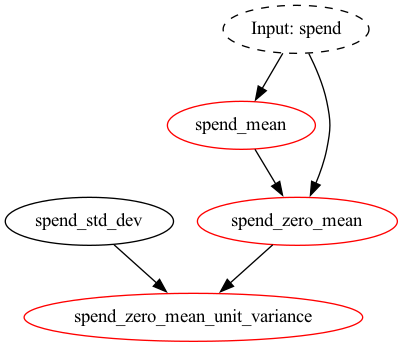 Input: spend
spend_mean
spend_std_dev
spend_zero_mean
spend_zero_mean_unit_variance